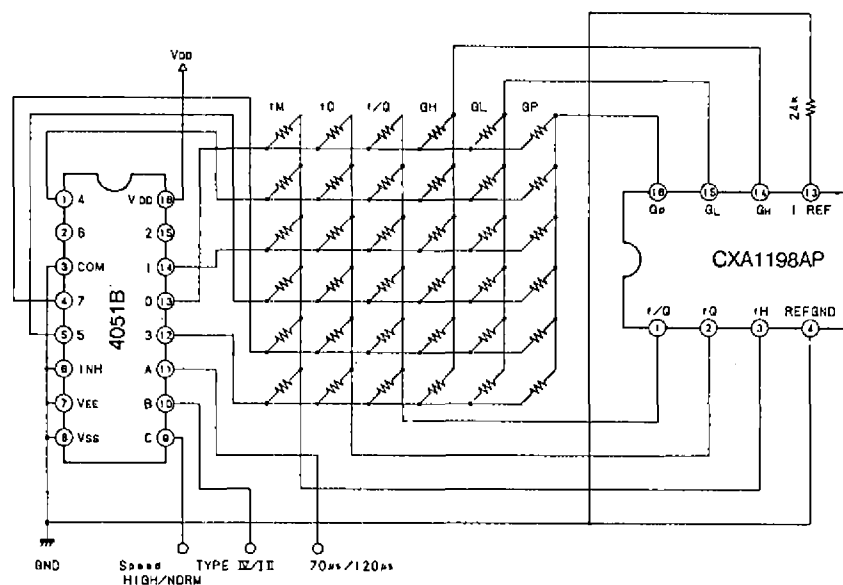 VDD
fM fQ f/Q GH GL GP
24K
1 4
2 6
3 COM
4 7
5 5
6 INH
7 VEE
8 VSS
4051B
VDD 16
2 15
1 14
0 13
3 12
A 11
B 10
C 9
16 15 14 13
GP GL GH I REF
CXA1198AP
f/Q fQ fH REFGND
1 2 3 4
GND
Speed
HIGH/NORM
TYPE IV/II
70µs/120µs